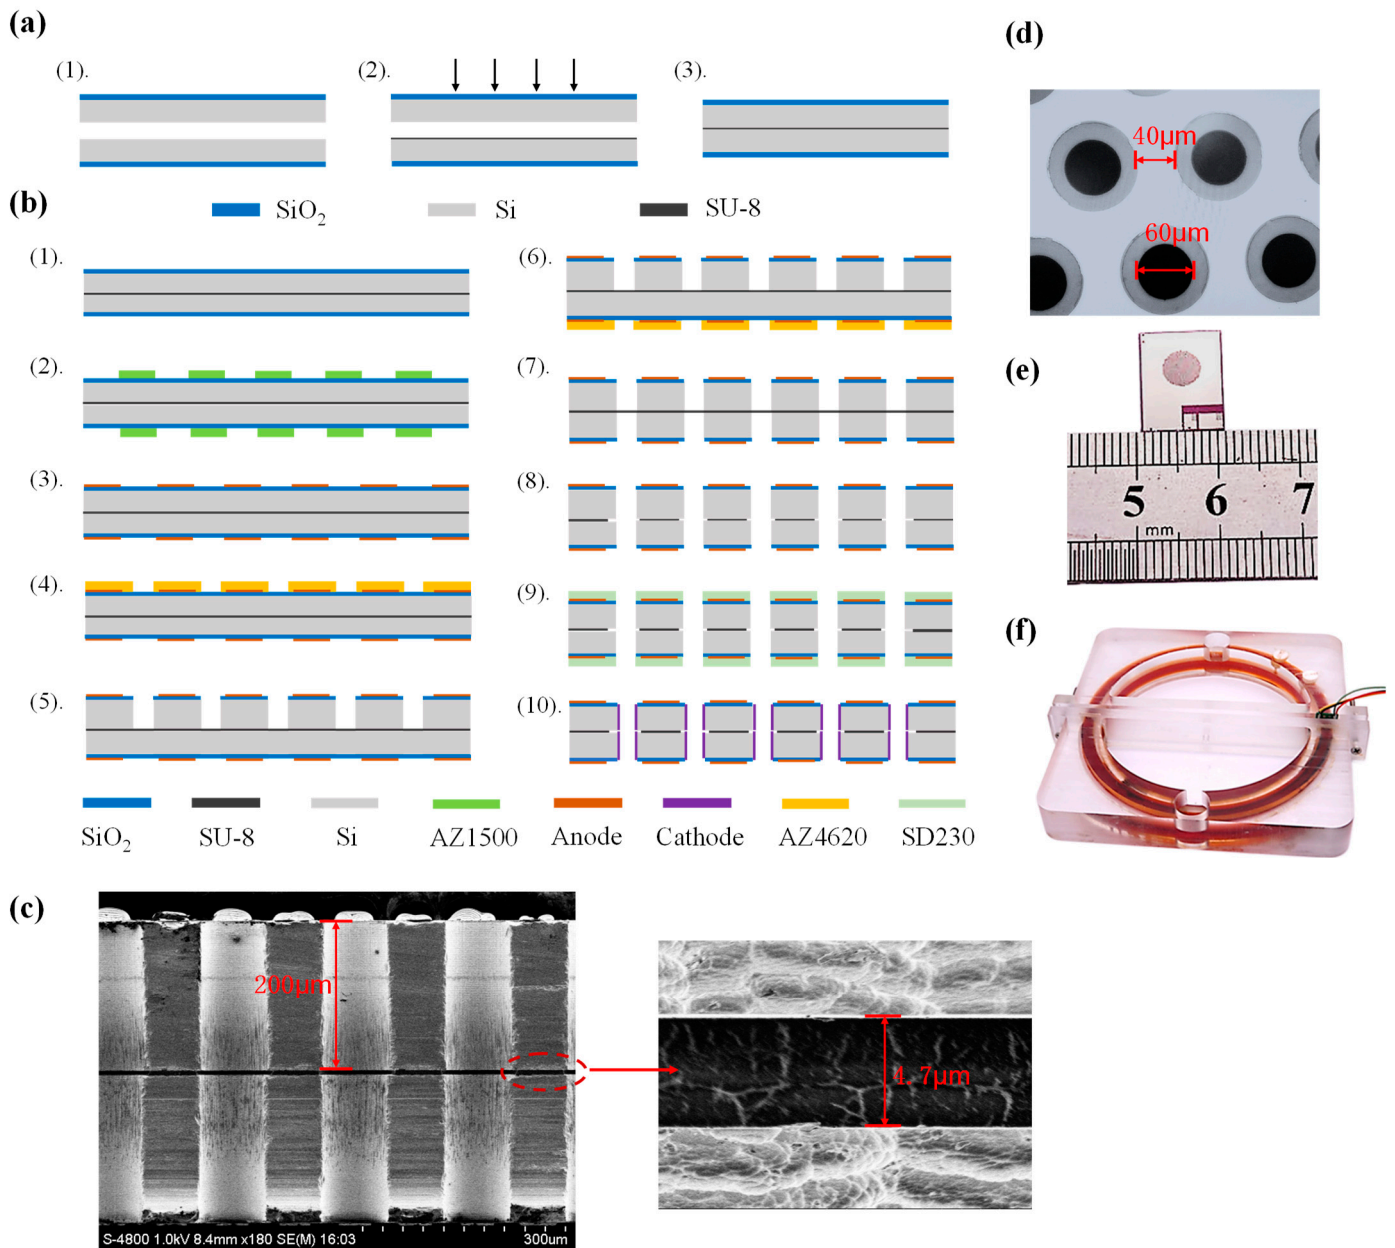 (a)
(1).
(2).
(3).
(b)
SiO2
Si
SU-8
(1).
(2).
(3).
(4).
(5).
(6).
(7).
(8).
(9).
(10).
SiO2
SU-8
Si
AZ1500
Anode
Cathode
AZ4620
SD230
(c)
200μm
S-4800 1.0kV 8.4mm x180 SE(M) 16:03
300um
4.7μm
(d)
40μm
60μm
(e)
5 6 7
mm
(f)